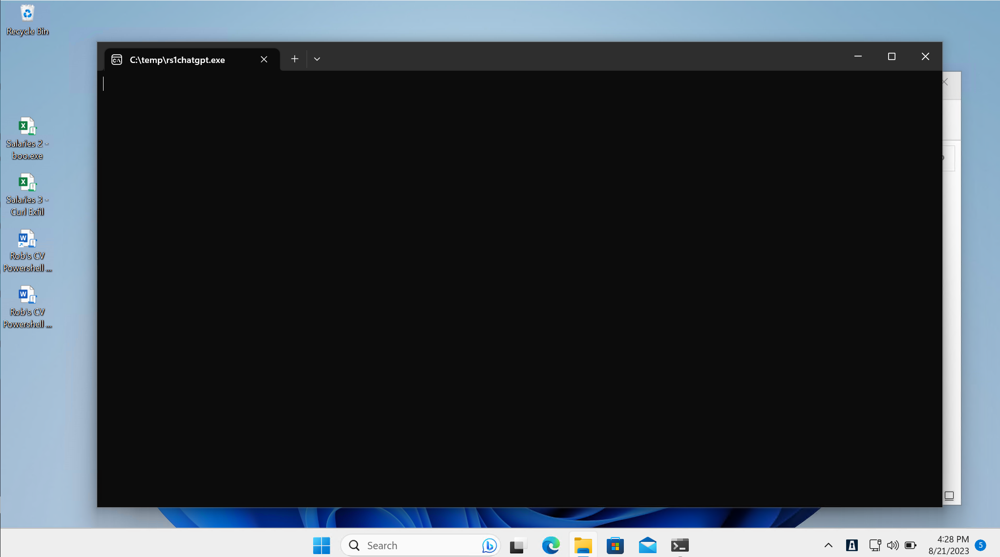 Recycle Bin
C:\temp\rs1chatgpt.exe
Salaries 2 -
boo.exe
Salaries 3 -
Curl Exfil
Rob's CV
Powershell ...
Rob's CV
Powershell ...
Search
4:28 PM
8/21/2023
5